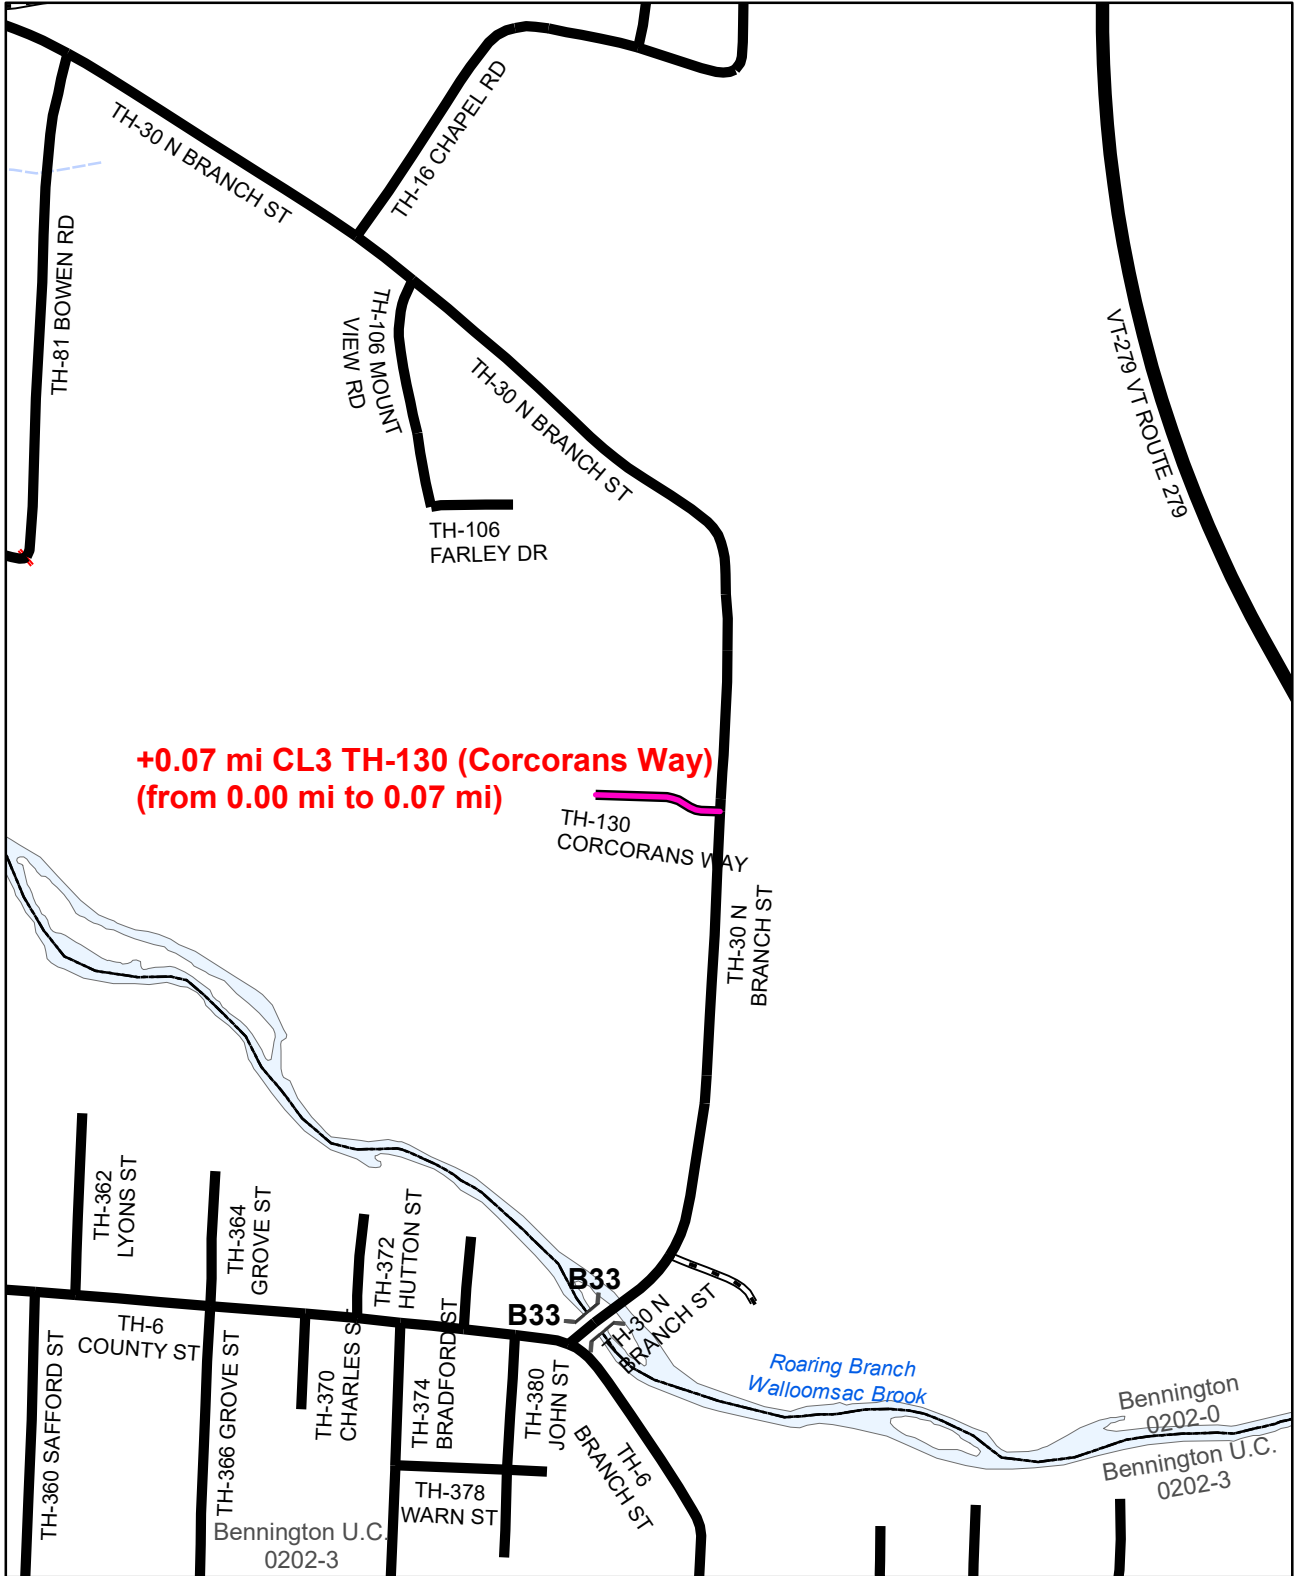 TH-30 N BRANCH ST
TH-16 CHAPEL RD
TH-81 BOWEN RD
TH-106 MOUNT
VIEW RD
TH-30 N BRANCH ST
VT-279 VT ROUTE 279
TH-106
FARLEY DR
+0.07 mi CL3 TH-130 (Corcorans Way)
(from 0.00 mi to 0.07 mi)
TH-130
CORCORANS WAY
TH-30 N
BRANCH ST
TH-362
LYONS ST
TH-364
GROVE ST
TH-372
HUTTON ST
B33
B33
TH-30 N
BRANCH ST
TH-6
COUNTY ST
TH-360 SAFFORD ST
TH-366 GROVE ST
TH-370
CHARLES ST
TH-374
BRADFORD ST
TH-380
JOHN ST
TH-6
BRANCH ST
TH-378
WARN ST
Roaring Branch
Walloomsac Brook
Bennington
0202-0
Bennington U.C.
0202-3
Bennington U.C.
0202-3